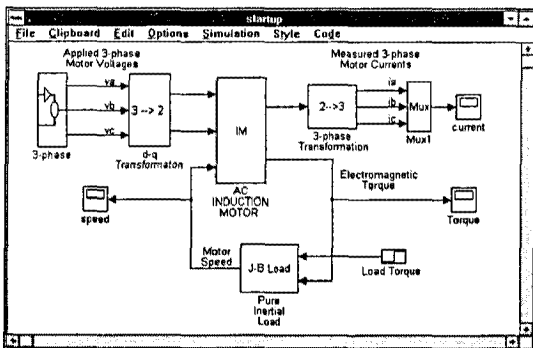 startup
File Clipboard Edit Options Simulation Style Code
Applied 3-phase
Motor Voltages
Measured 3-phase
Motor Currents
va
vb
vc
3 --> 2
IM
2-->3
ia
ib
ic
Mux
3-phase
d-q
Transformaton
3-phase
Transformation
Mux1
current
AC
INDUCTION
MOTOR
Electromagnetic
Torque
speed
Torque
Motor
Speed
J-B Load
Load Torque
Pure
Inertial
Load